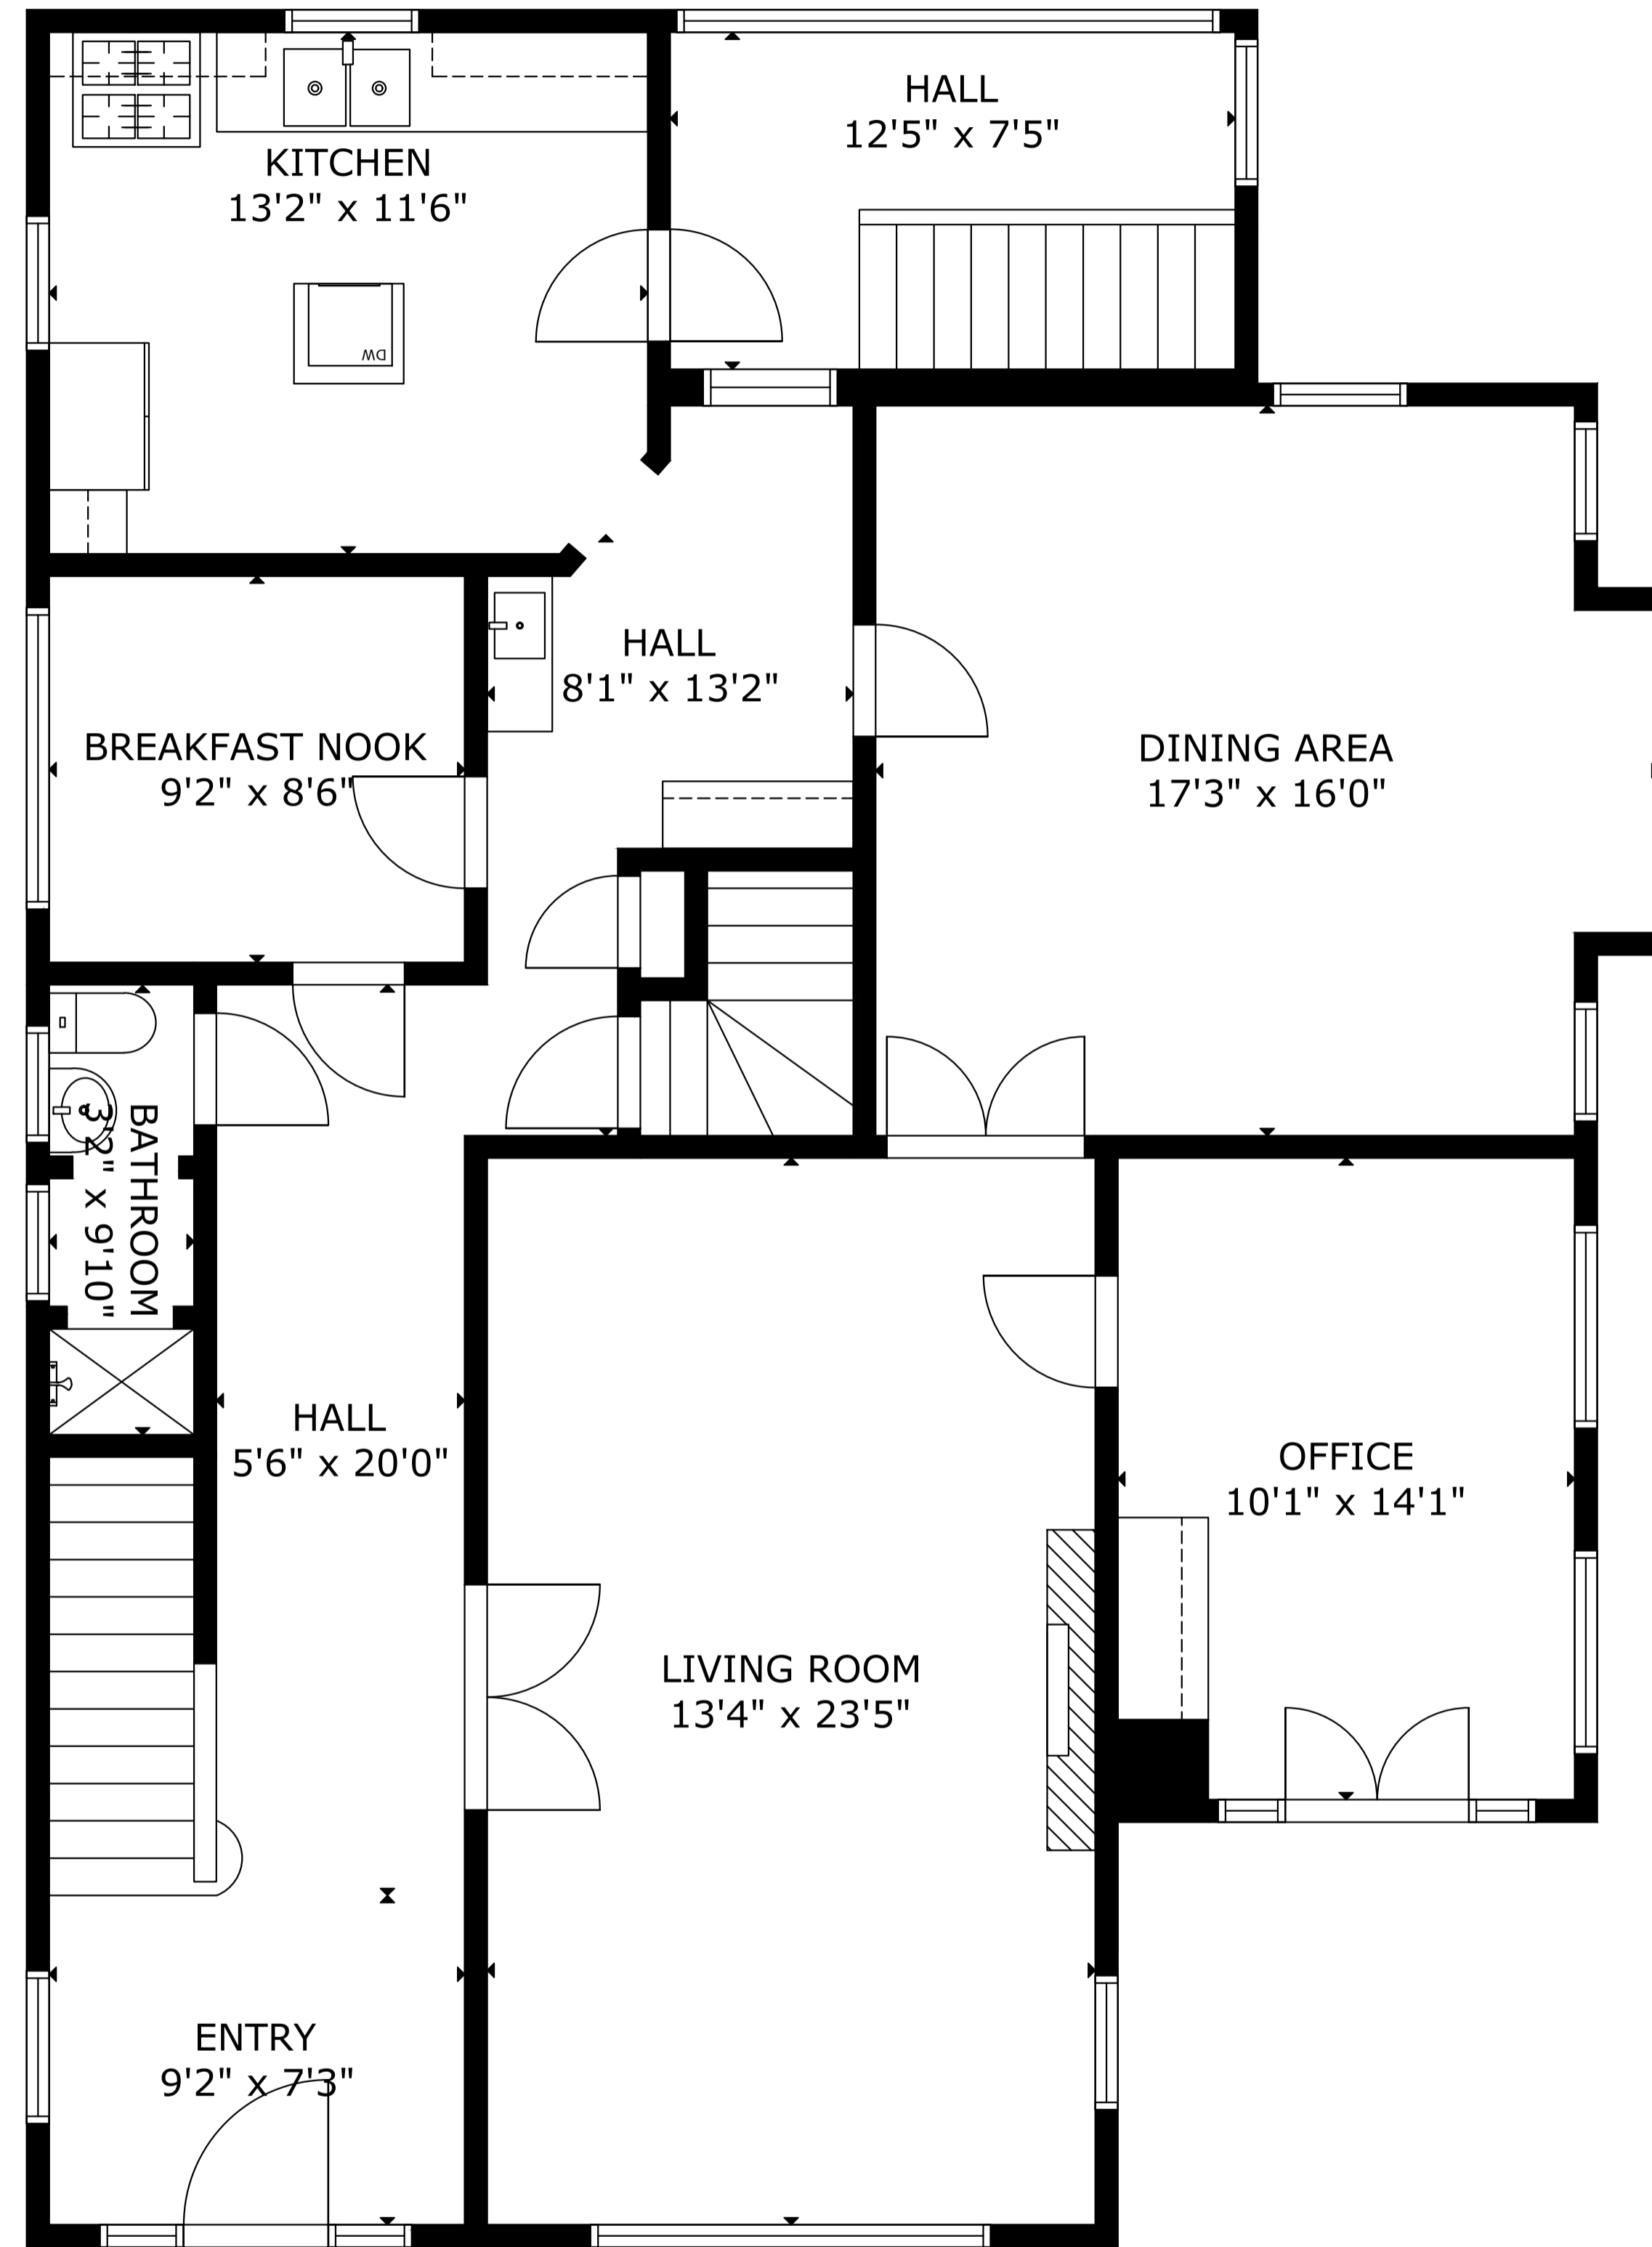 HALL
12'5" x 7'5"
KITCHEN
13'2" x 11'6"
DW
HALL
8'1" x 13'2"
BREAKFAST NOOK
9'2" x 8'6"
DINING AREA
17'3" x 16'0"
BATHROOM
3'2" x 9'10"
HALL
5'6" x 20'0"
OFFICE
10'1" x 14'1"
LIVING ROOM
13'4" x 23'5"
ENTRY
9'2" x 7'3"